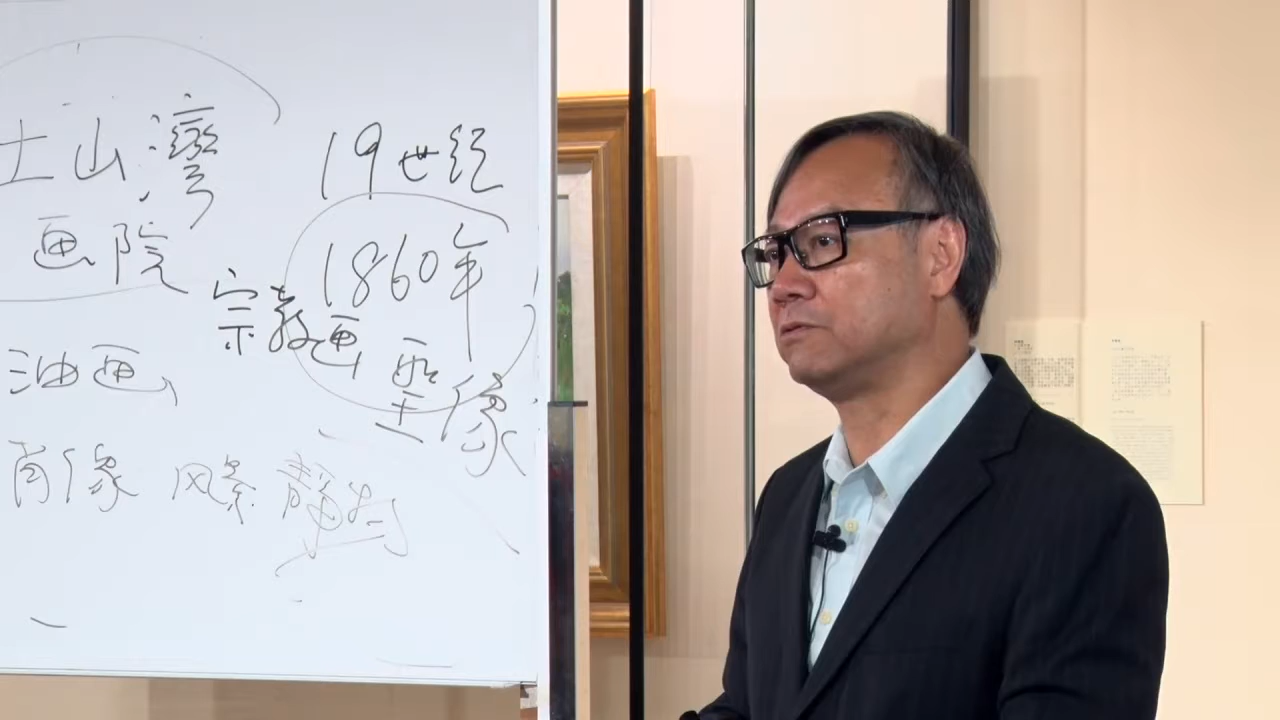 土山灣
画院
19世纪
1860年
宗教画 圣像
油画
肖像 风景 静物